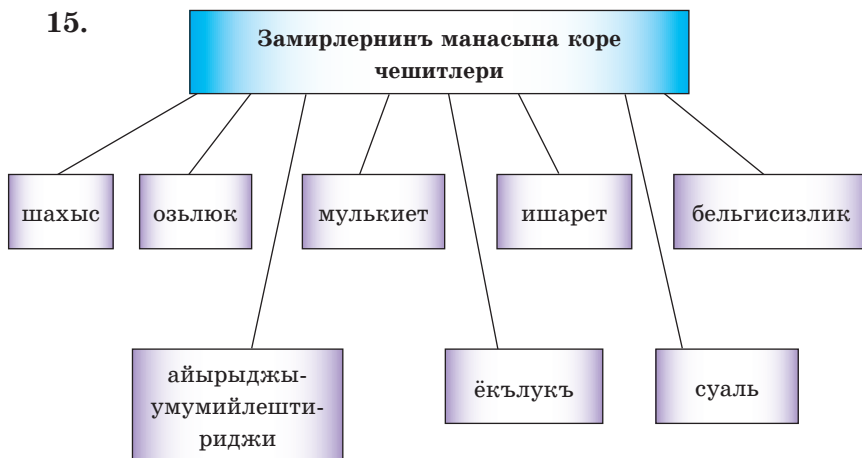 15.
Замирлернинъ манасына коре
чешитлери
шахыс
озьлюк
мулькиет
ишарет
бельгисизлик
айырыджы-
умумийлешти-
риджи
ёкълукъ
суаль